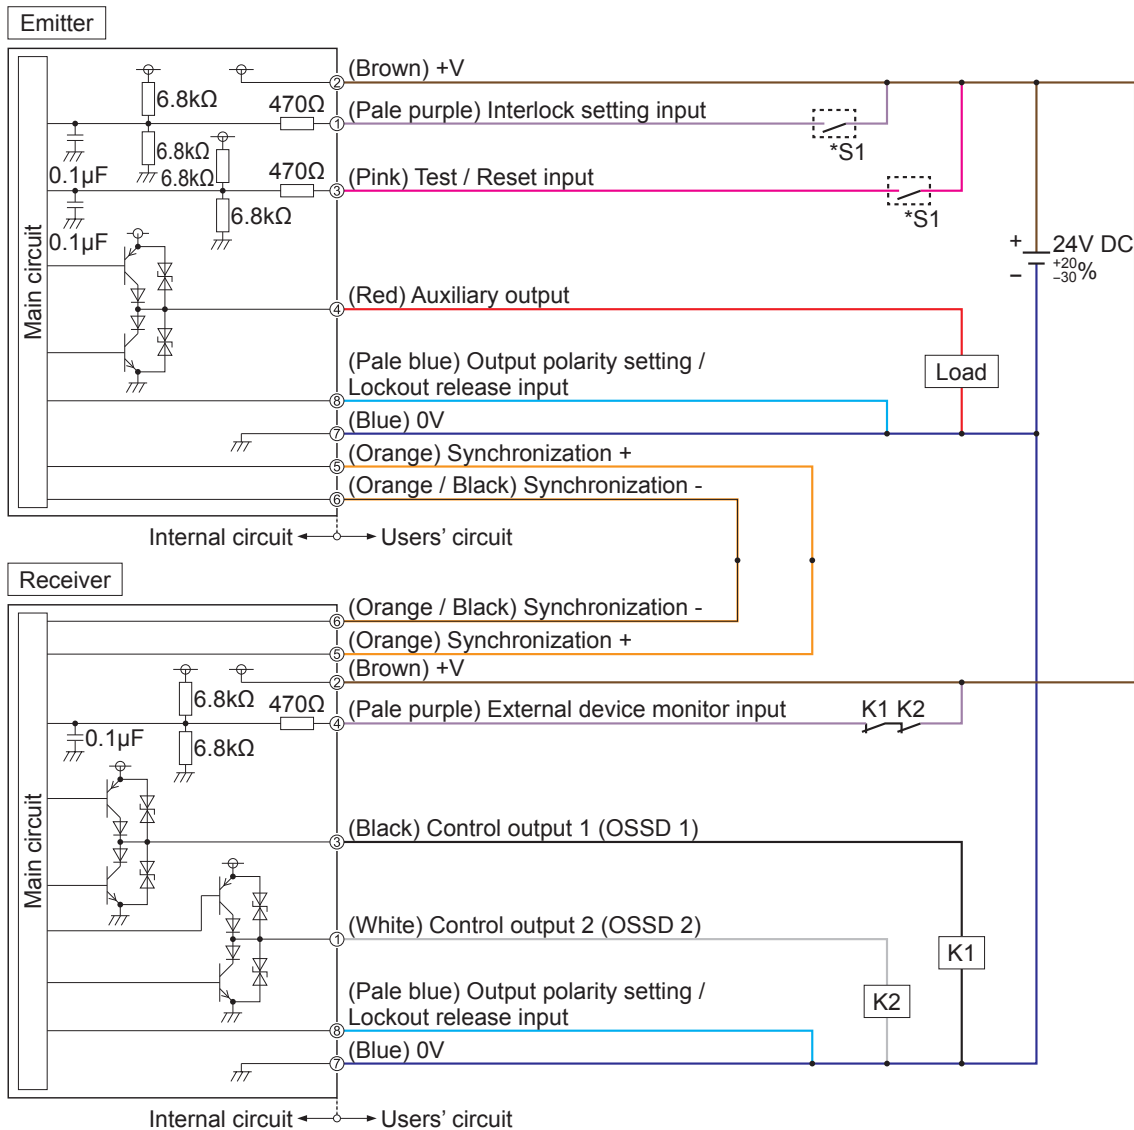 Emitter
(Brown) +V
②
6.8kΩ
470Ω
(Pale purple) Interlock setting input
①
*S1
6.8kΩ
0.1µF
6.8kΩ
470Ω
(Pink) Test / Reset input
③
*S1
6.8kΩ
0.1µF
Main circuit
+
24V DC
+20
−30 %
−
(Red) Auxiliary output
④
Load
(Pale blue) Output polarity setting /
Lockout release input
⑧
(Blue) 0V
⑦
(Orange) Synchronization +
⑤
(Orange / Black) Synchronization -
⑥
Internal circuit
Users’ circuit
Receiver
(Orange / Black) Synchronization -
⑥
(Orange) Synchronization +
⑤
(Brown) +V
②
6.8kΩ
470Ω
(Pale purple) External device monitor input
④
K1 K2
0.1µF
6.8kΩ
Main circuit
(Black) Control output 1 (OSSD 1)
③
(White) Control output 2 (OSSD 2)
①
K1
K2
(Pale blue) Output polarity setting /
Lockout release input
⑧
(Blue) 0V
⑦
Internal circuit
Users’ circuit